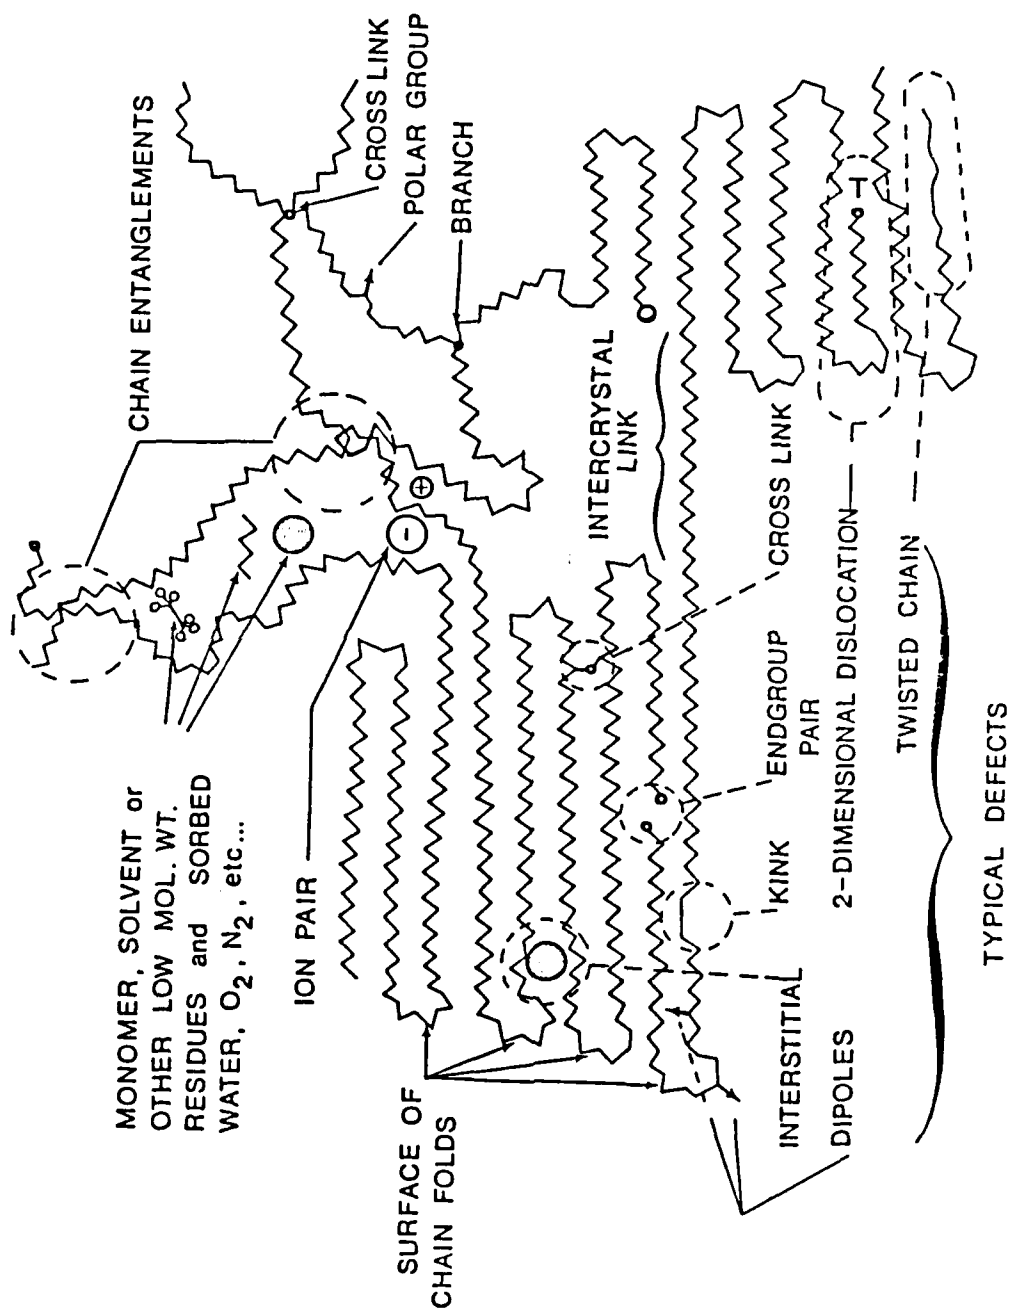 CHAIN ENTANGLEMENTS
CROSS LINK
POLAR GROUP
BRANCH
MONOMER, SOLVENT or
OTHER LOW MOL. WT.
RESIDUES and SORBED
WATER, O2, N2, etc...
ION PAIR
+
-
SURFACE OF
CHAIN FOLDS
INTERCRYSTAL
LINK
CROSS LINK
T
INTERSTITIAL
KINK
ENDGROUP
PAIR
DIPOLES
2-DIMENSIONAL DISLOCATION
TWISTED CHAIN
TYPICAL DEFECTS